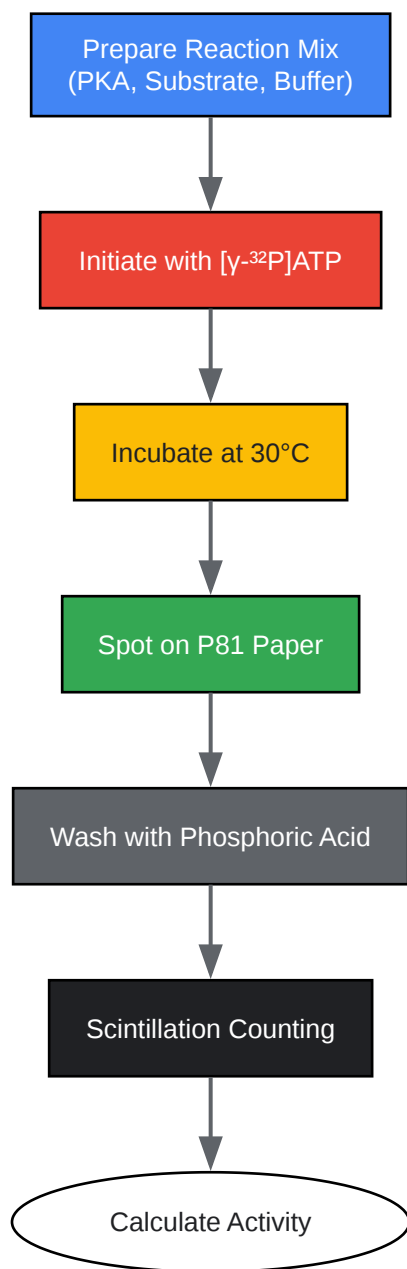 Prepare Reaction Mix
(PKA, Substrate, Buffer)
Initiate with [γ-³²P]ATP
Incubate at 30°C
Spot on P81 Paper
Wash with Phosphoric Acid
Scintillation Counting
Calculate Activity